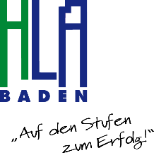 HLA
BADEN
„Auf den Stufen
zum Erfolg!“